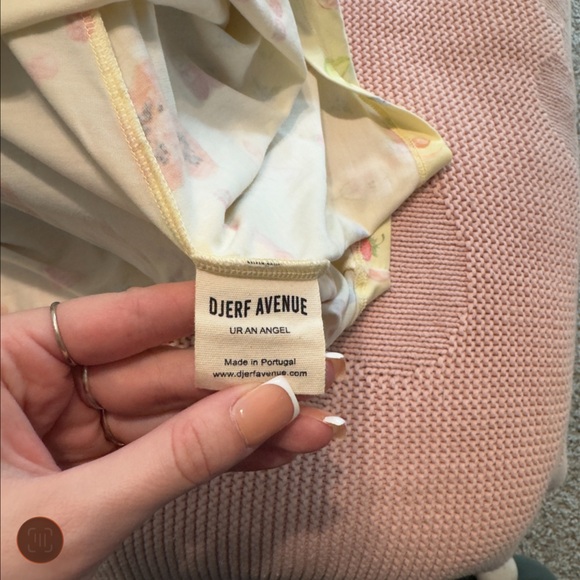 DJERF AVENUE
UR AN ANGEL
Made in Portugal
www.djerfavenue.com